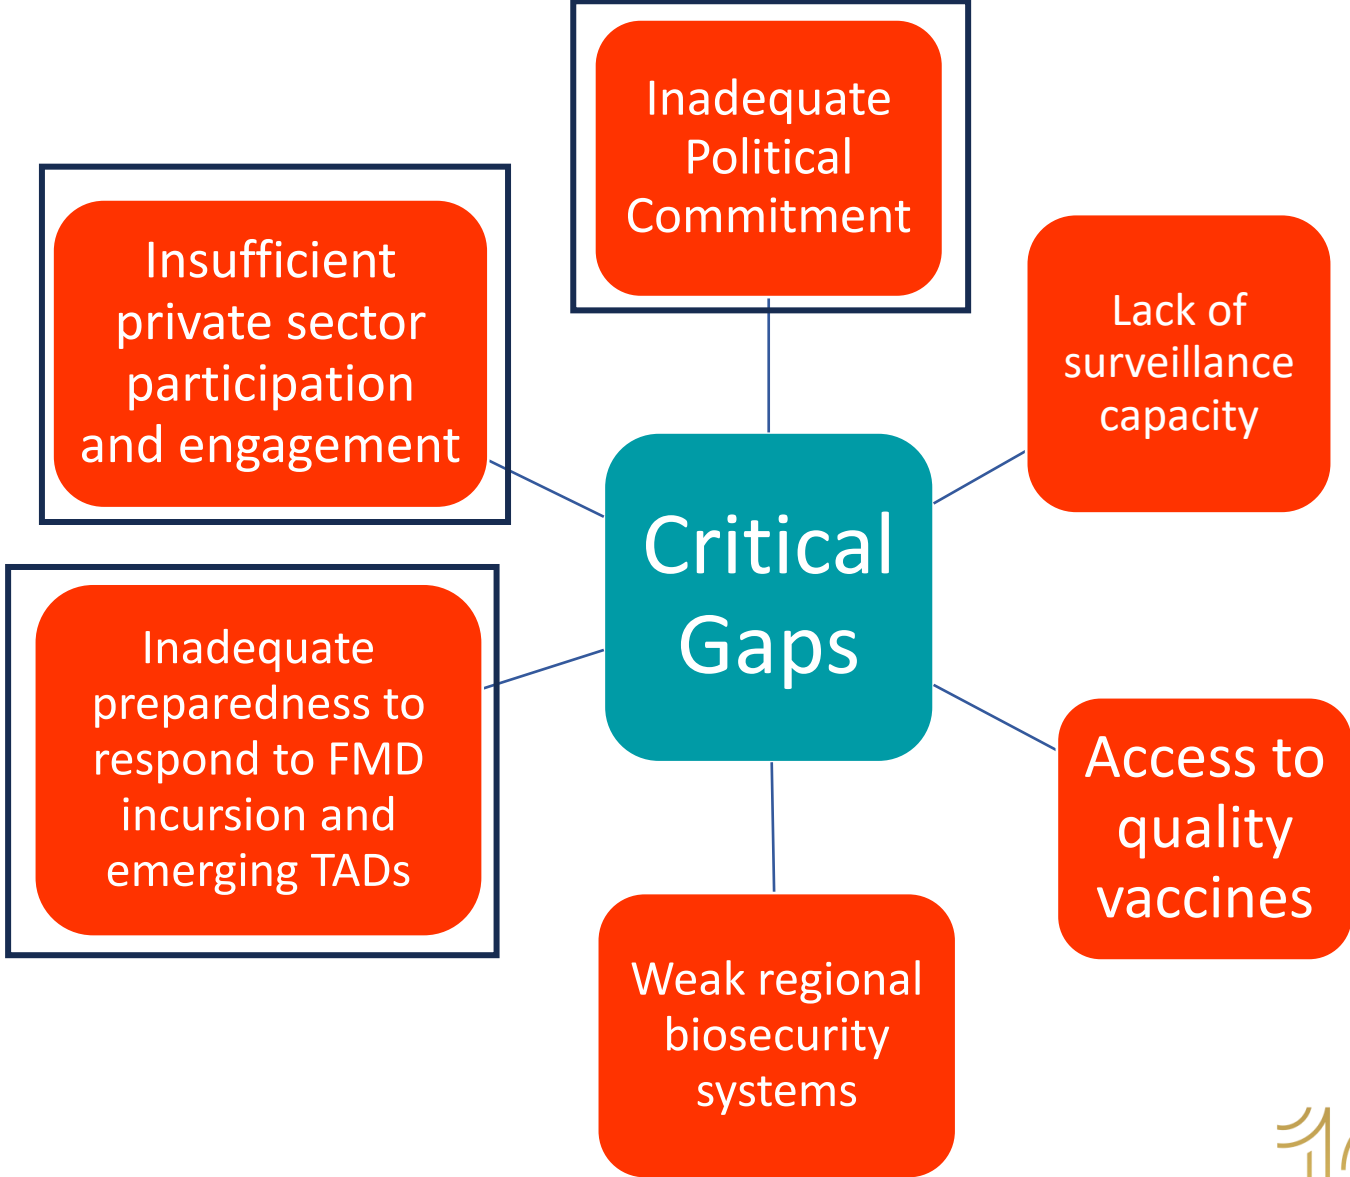 Inadequate
Political
Commitment
Insufficient
private sector
participation
and engagement
Lack of
surveillance
capacity
Critical
Gaps
Inadequate
preparedness to
respond to FMD
incursion and
emerging TADs
Access to
quality
vaccines
Weak regional
biosecurity
systems